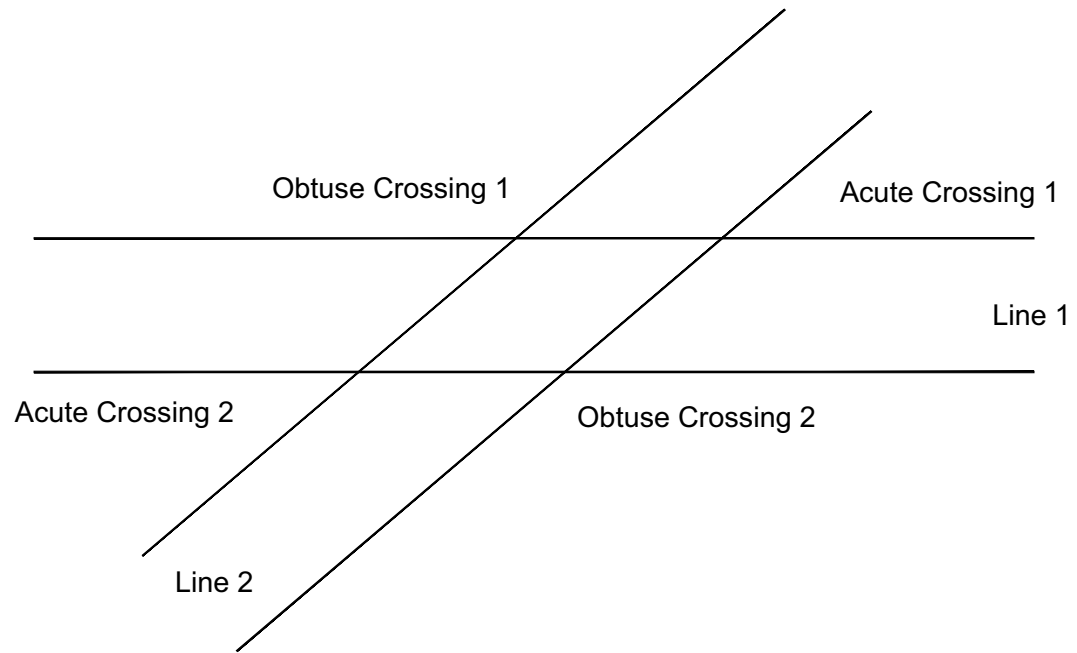 Obtuse Crossing 1
Acute Crossing 1
Line 1
Acute Crossing 2
Obtuse Crossing 2
Line 2